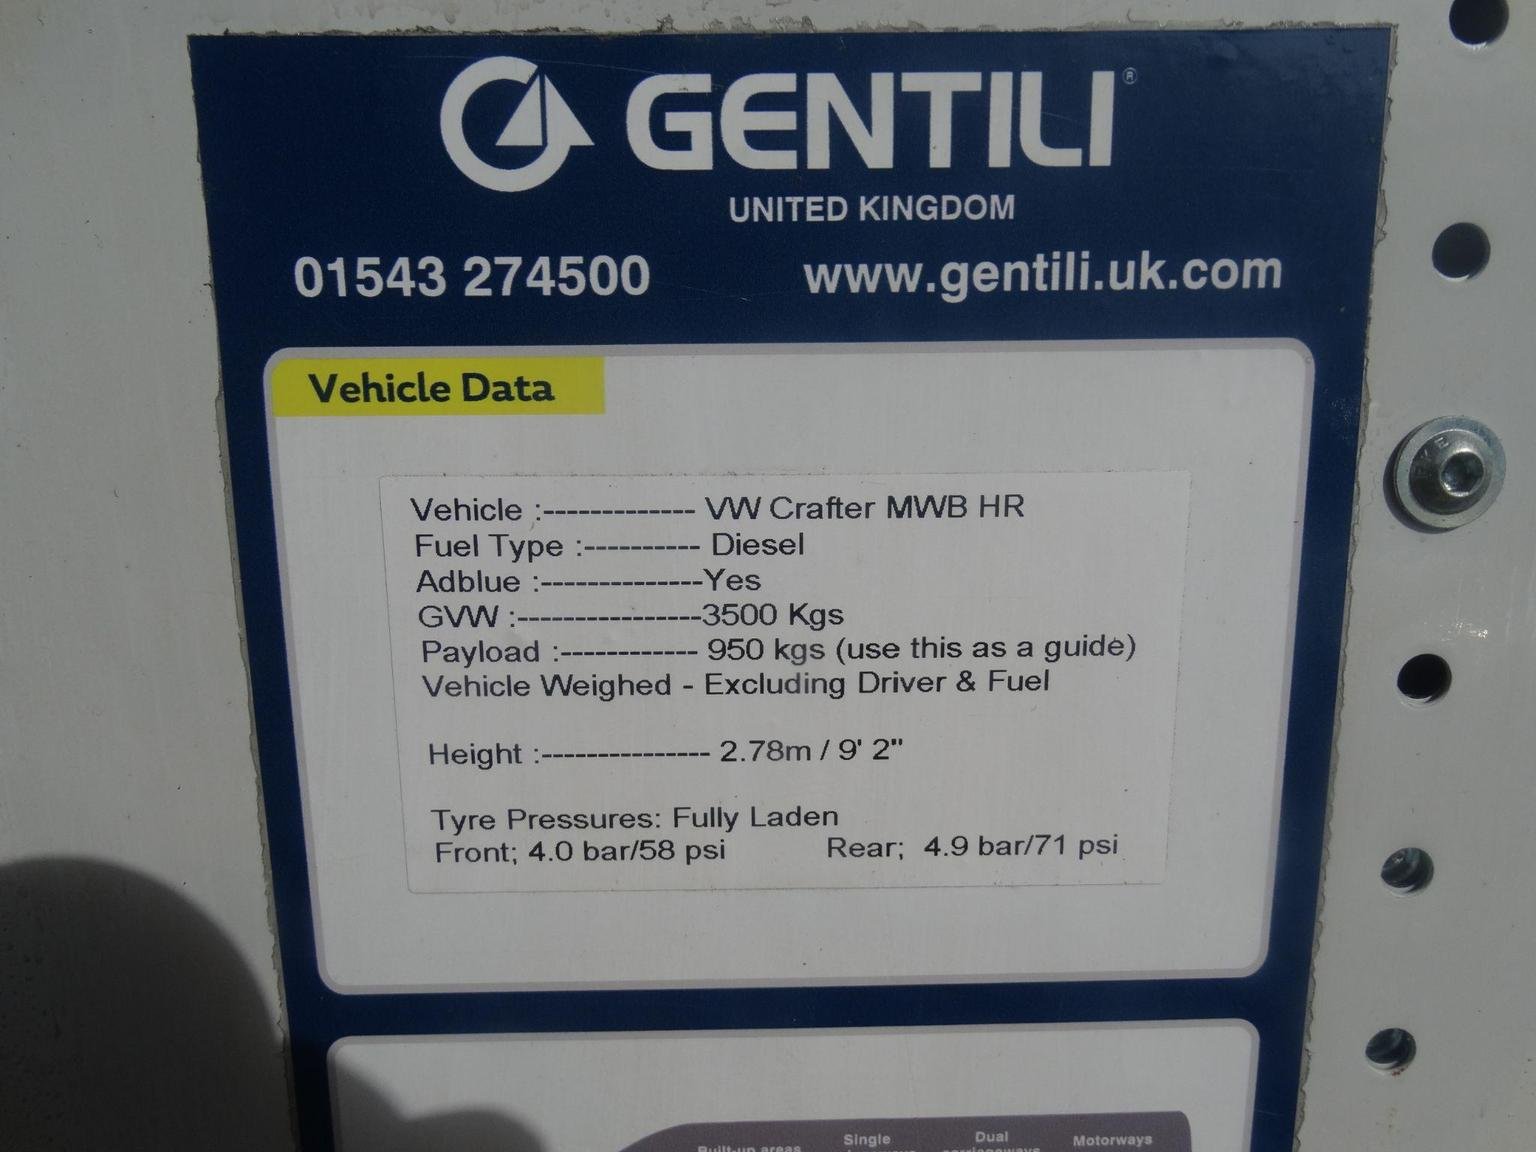 GENTILI®
UNITED KINGDOM
01543 274500 www.gentili.uk.com
Vehicle Data
Vehicle :------------- VW Crafter MWB HR
Fuel Type :---------- Diesel
Adblue :--------------Yes
GVW :----------------3500 Kgs
Payload :------------ 950 kgs (use this as a guide)
Vehicle Weighed - Excluding Driver & Fuel
Height :--------------- 2.78m / 9' 2"
Tyre Pressures: Fully Laden
Front; 4.0 bar/58 psi Rear; 4.9 bar/71 psi
Built-up areas Single Dual Motorways